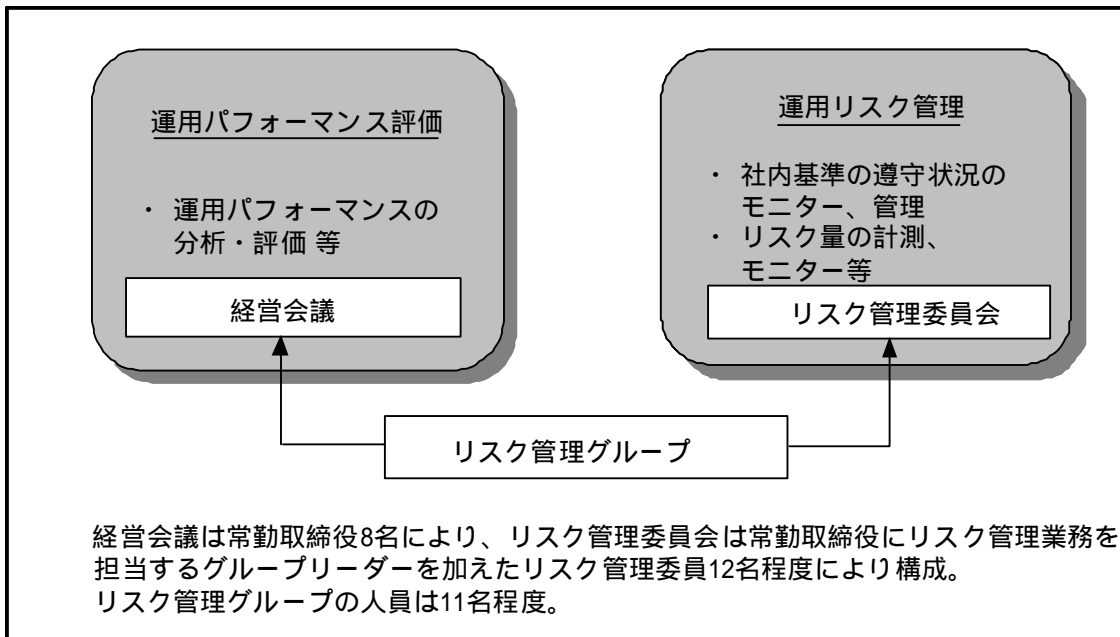 運用パフォーマンス評価
・ 運用パフォーマンスの
分析・評価 等
経営会議
運用リスク管理
・ 社内基準の遵守状況の
モニター、管理
・ リスク量の計測、
モニター等
リスク管理委員会
リスク管理グループ
経営会議は常勤取締役8名により、リスク管理委員会は常勤取締役にリスク管理業務を
担当するグループリーダーを加えたリスク管理委員12名程度により構成。
リスク管理グループの人員は11名程度。